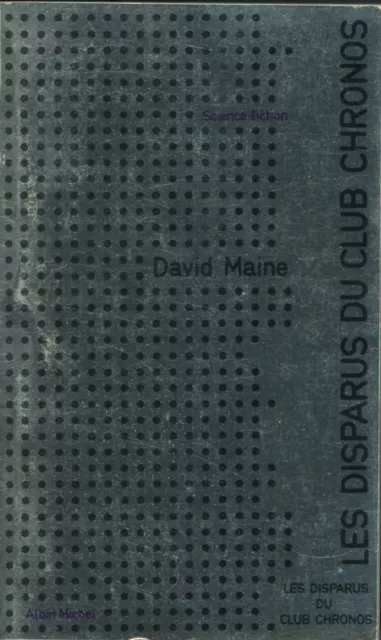 Science-fiction
David Maine
LES DISPARUS DU CLUB CHRONOS
LES DISPARUS
DU
CLUB CHRONOS
Albin Michel